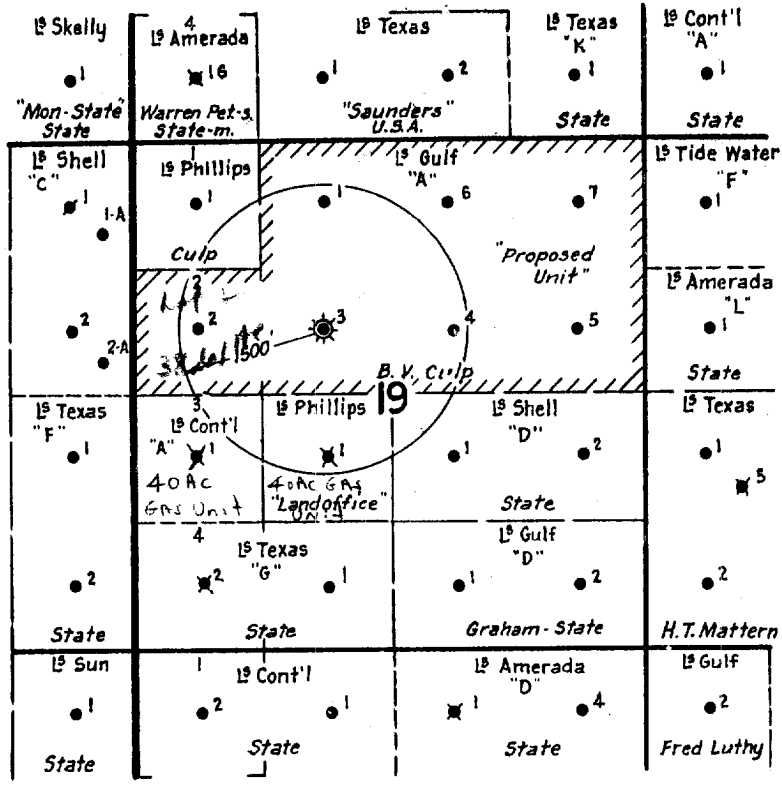 Ls Skelly
1
"Mon-State"
State
4
Ls Amerada
16
Warren Pet-s.
State-m.
Ls Texas
1
2
"Saunders"
U.S.A.
Ls Texas
"K"
1
State
Ls Cont'l
"A"
1
State
Ls Shell
"C"
1
1-A
2
2-A
1
Ls Phillips
1
Culp
Ls Gulf
"A"
1
6
7
"Proposed
Unit"
2
2
3
1500'
4
5
B. V. Culp
19
Ls Tide Water
"F"
1
Ls Amerada
"L"
1
State
Ls Texas
"F"
1
2
State
3
Ls Cont'l
"A"
1
40 Ac
GAS Unit
Ls Phillips
1
40 Ac GAS
"Landoffice"
Unit
Ls Shell
"D"
1
2
State
Ls Texas
1
5
2
H.T. Mattern
4
Ls Texas
"G"
2
1
State
Ls Gulf
"D"
1
2
Graham-State
Ls Sun
1
State
1
Ls Cont'l
2
1
State
Ls Amerada
"D"
1
4
State
Ls Gulf
2
Fred Luthy